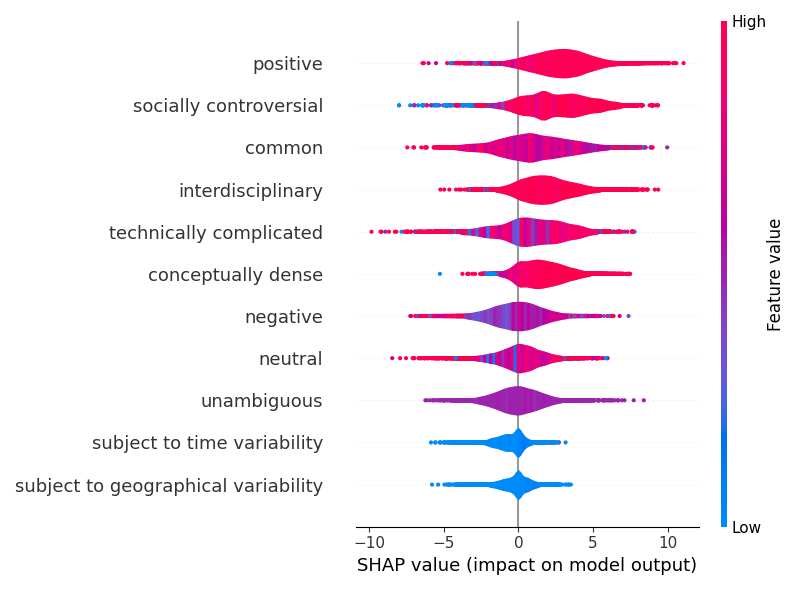 High
positive
socially controversial
common
interdisciplinary
technically complicated
conceptually dense
negative
neutral
unambiguous
subject to time variability
subject to geographical variability
Feature value
Low
−10 −5 0 5 10
SHAP value (impact on model output)